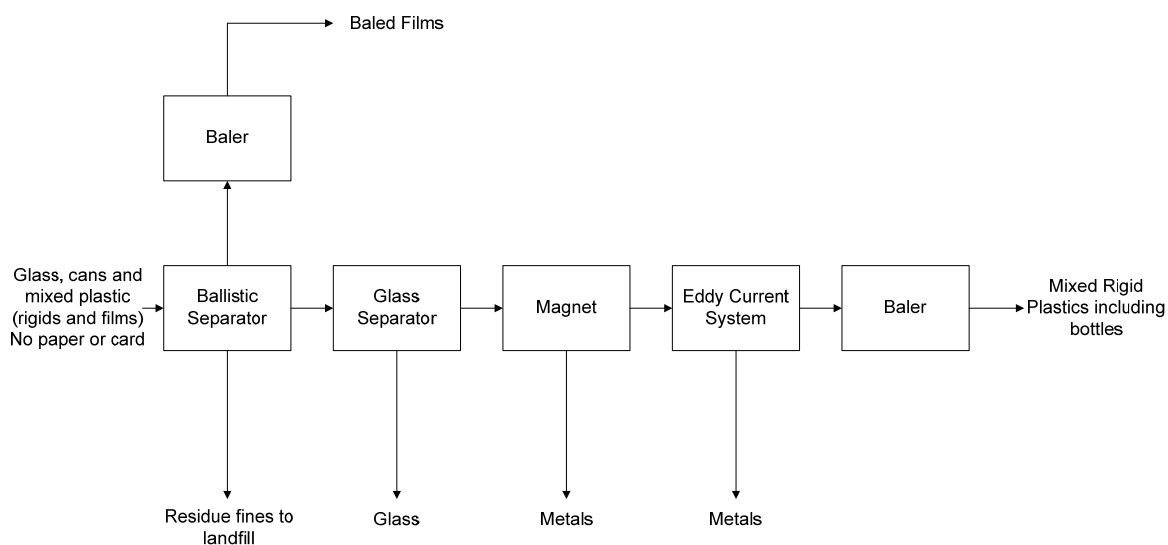 Baled Films
Baler
Glass, cans and
mixed plastic
(rigids and films)
No paper or card
Ballistic
Separator
Glass
Separator
Magnet
Eddy Current
System
Baler
Mixed Rigid
Plastics including
bottles
Residue fines to
landfill
Glass
Metals
Metals